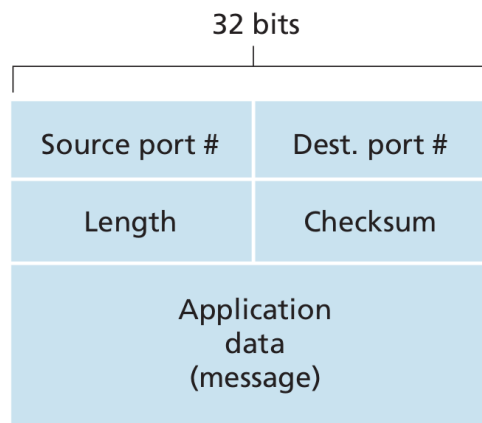 32 bits
Source port #
Dest. port #
Length
Checksum
Application
data
(message)